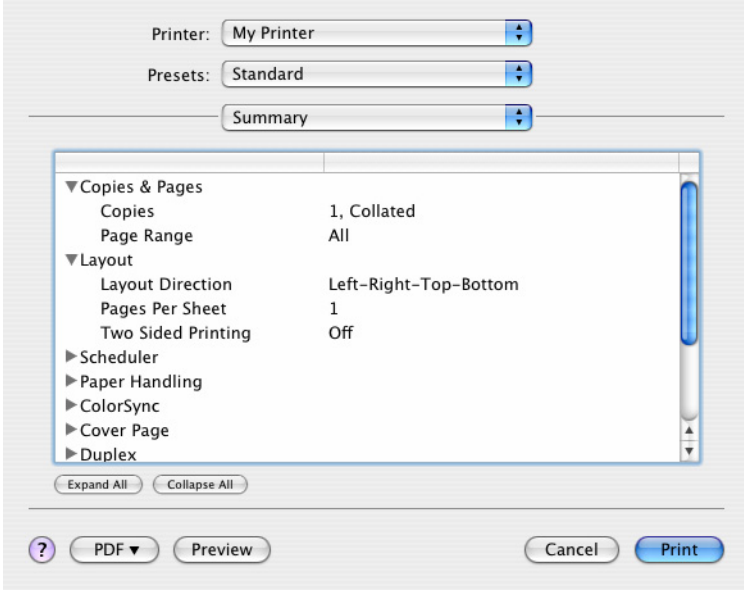 Printer: My Printer
Presets: Standard
Summary
Copies & Pages
Copies 1, Collated
Page Range All
Layout
Layout Direction Left-Right-Top-Bottom
Pages Per Sheet 1
Two Sided Printing Off
Scheduler
Paper Handling
ColorSync
Cover Page
Duplex
Expand All Collapse All
? PDF Preview Cancel Print